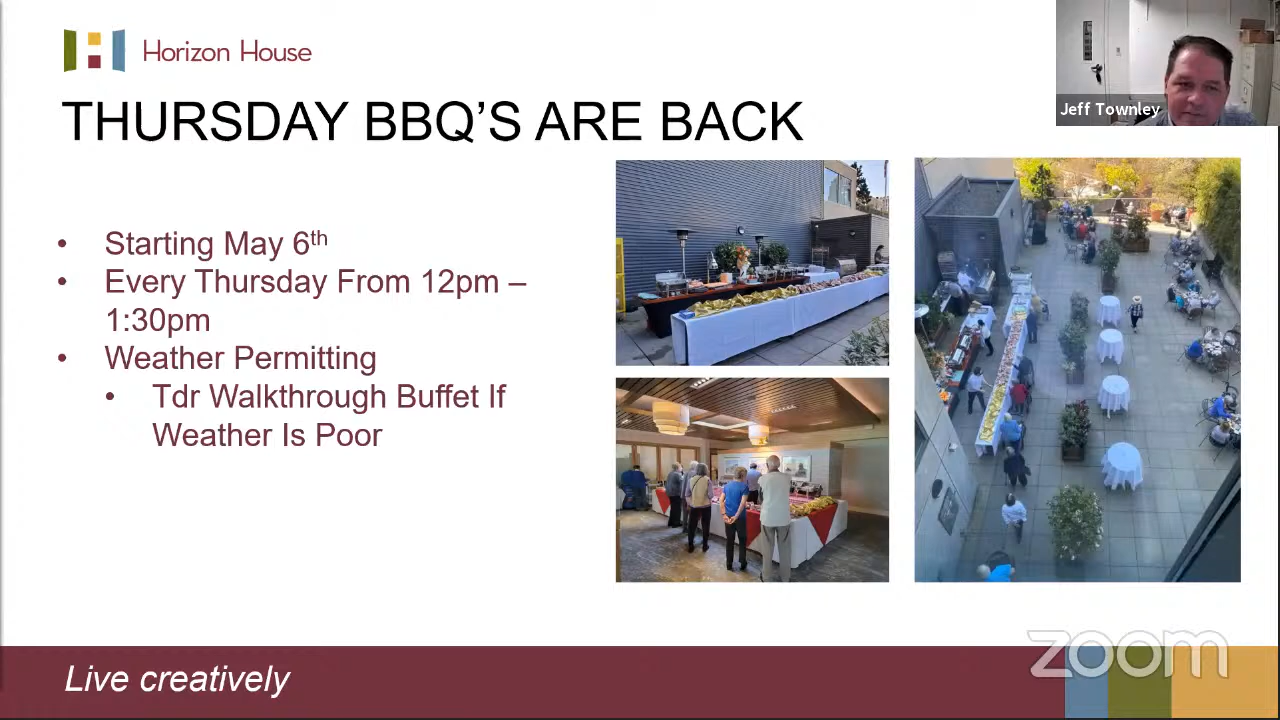 Horizon House
Jeff Townley
THURSDAY BBQ'S ARE BACK
• Starting May 6th
• Every Thursday From 12pm –
1:30pm
• Weather Permitting
• Tdr Walkthrough Buffet If
Weather Is Poor
zoom
Live creatively